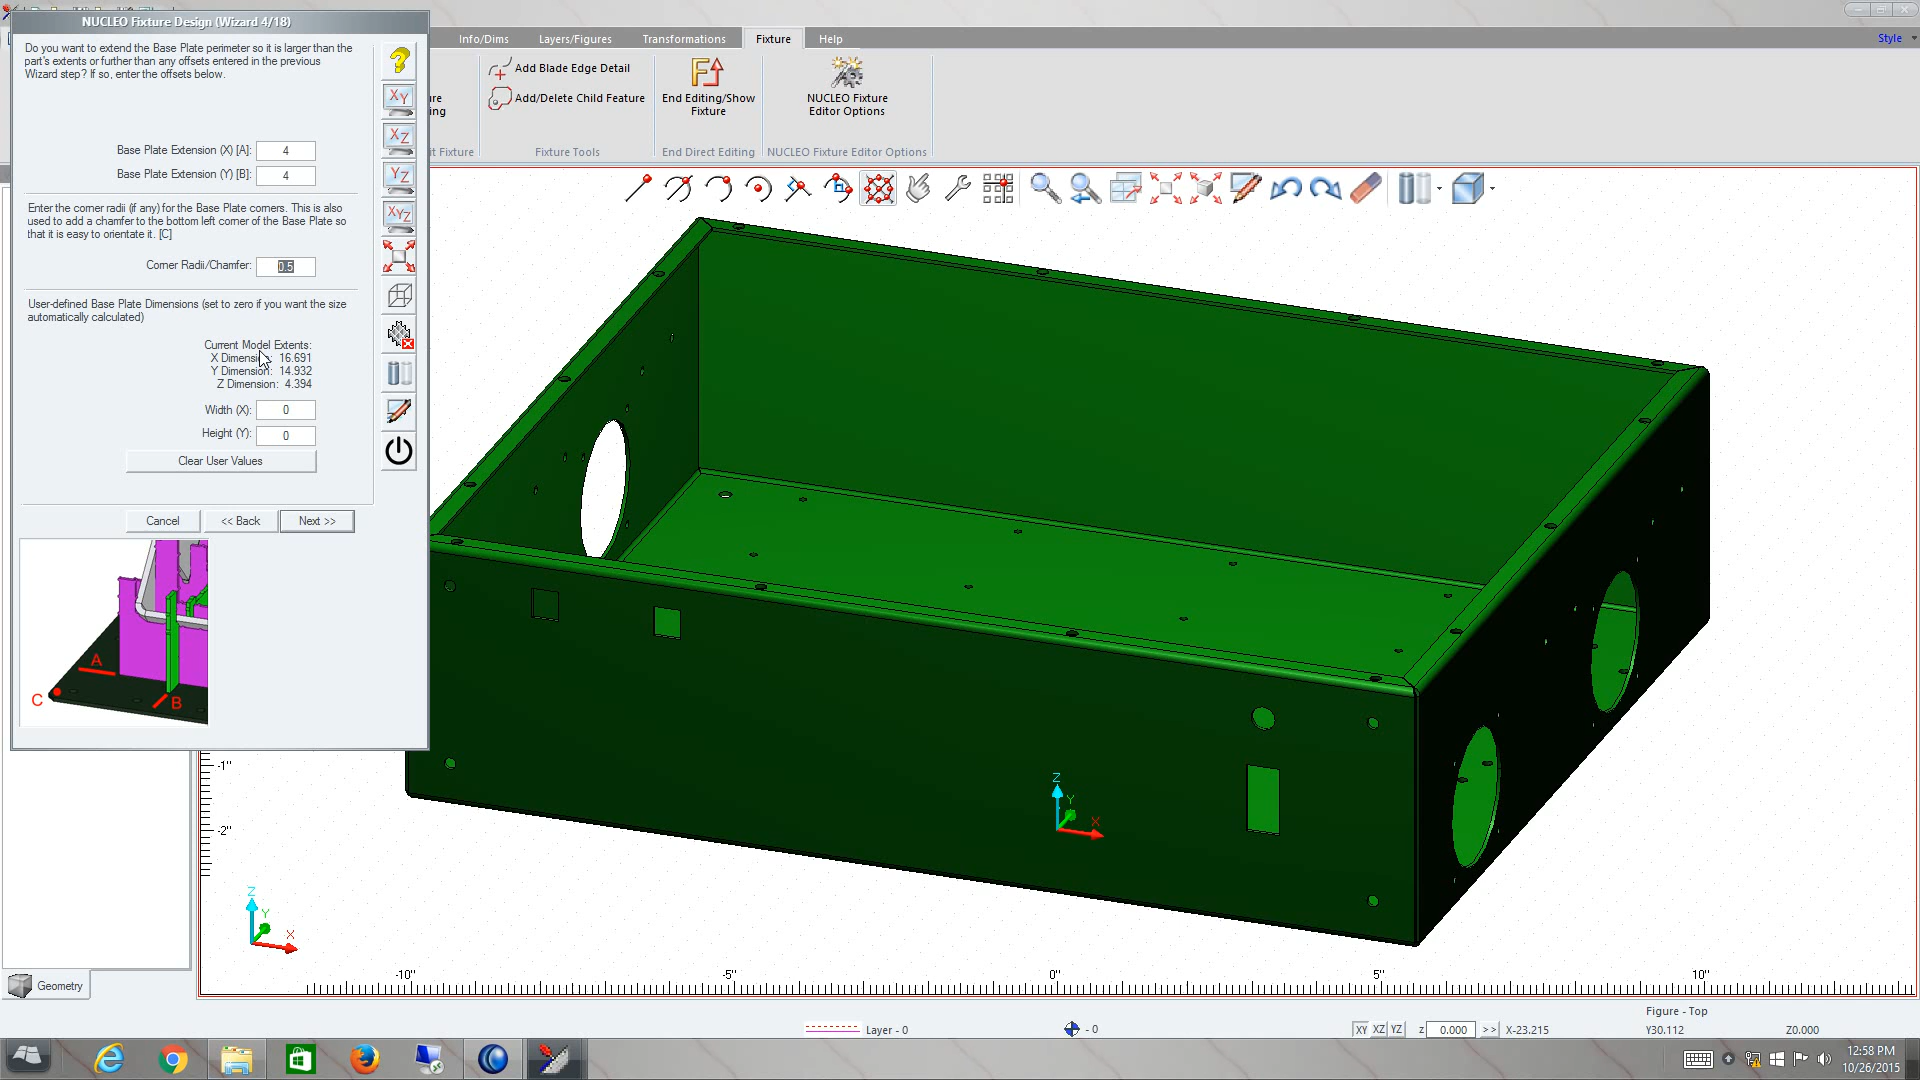 NUCLEO Fixture Design (Wizard 4/18)
Do you want to extend the Base Plate perimeter so it is larger than the
part's extents or further than any offsets entered in the previous
Wizard step? If so, enter the offsets below.
Base Plate Extension (X) [A]: 4
Base Plate Extension (Y) [B]: 4
Enter the corner radii (if any) for the Base Plate corners. This is also
used to add a chamfer to the bottom left corner of the Base Plate so
that it is easy to orientate it. [C]
Corner Radii/Chamfer: 0.5
User-defined Base Plate Dimensions (set to zero if you want the size
automatically calculated)
Current Model Extents:
X Dimension: 16.691
Y Dimension: 14.932
Z Dimension: 4.394
Width (X): 0
Height (Y): 0
Clear User Values
Cancel << Back Next >>
A
C B
XY
XZ
YZ
XYZ
Info/Dims Layers/Figures Transformations Fixture Help
Style
Add Blade Edge Detail
Add/Delete Child Feature
Fixture Tools
End Editing/Show
Fixture
End Direct Editing
NUCLEO Fixture
Editor Options
NUCLEO Fixture Editor Options
Z
Y
X
Z
Y
X
-1"
-2"
-10" -5" 0" 5" 10"
Geometry
Layer - 0
- 0
Figure - Top
XY XZ YZ z 0.000 >> X-23.215 Y30.112 Z0.000
12:58 PM
10/26/2015